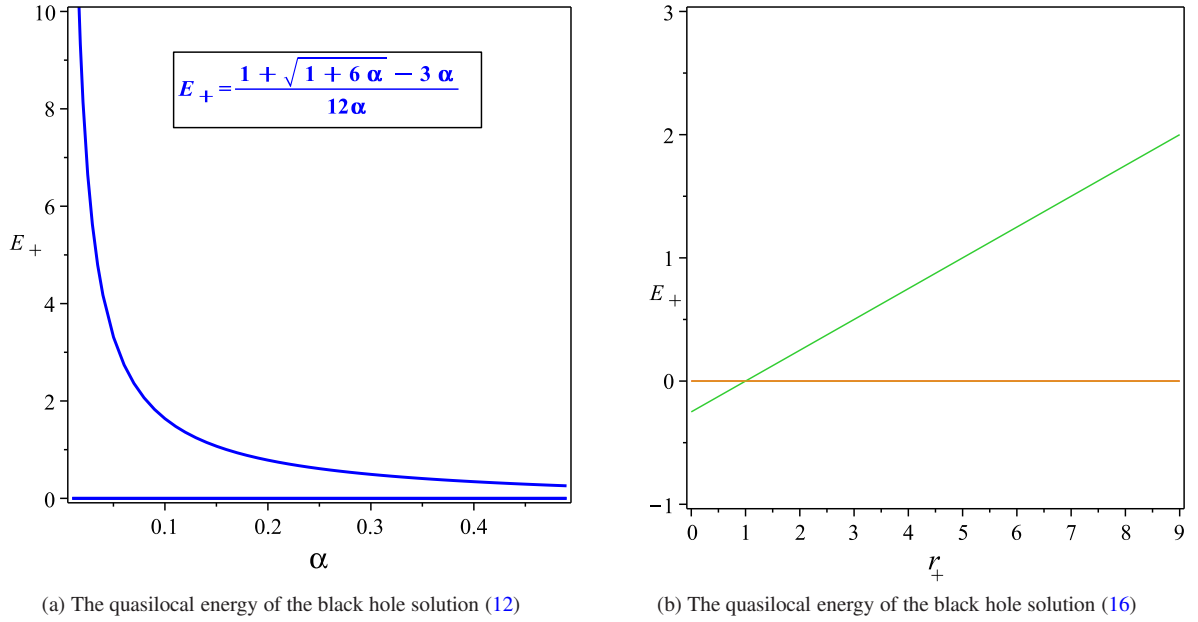 10
8
6
4
2
0
E +
E + = 1 + √ 1 + 6 α − 3 α
12α
0.1 0.2 0.3 0.4
α
(a) The quasilocal energy of the black hole solution (12)
3
2
1
0
−1
E +
0 1 2 3 4 5 6 7 8 9
r+
(b) The quasilocal energy of the black hole solution (16)